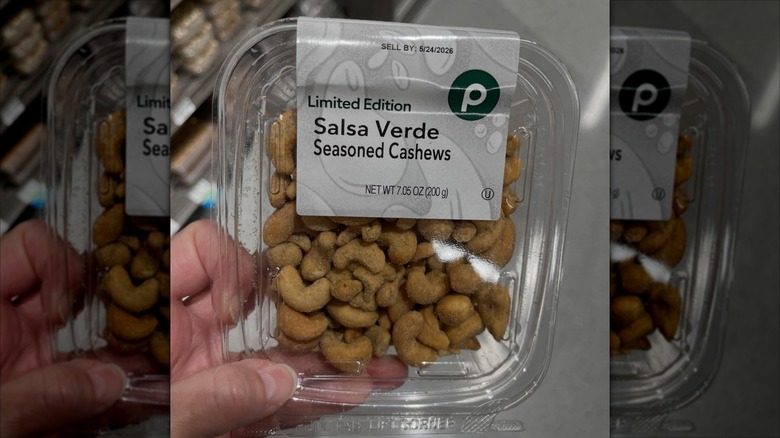 SELL BY: 5/24/2026
P
Limited Edition
Salsa Verde
Seasoned Cashews
NET WT 7.05 OZ (200 g)
U